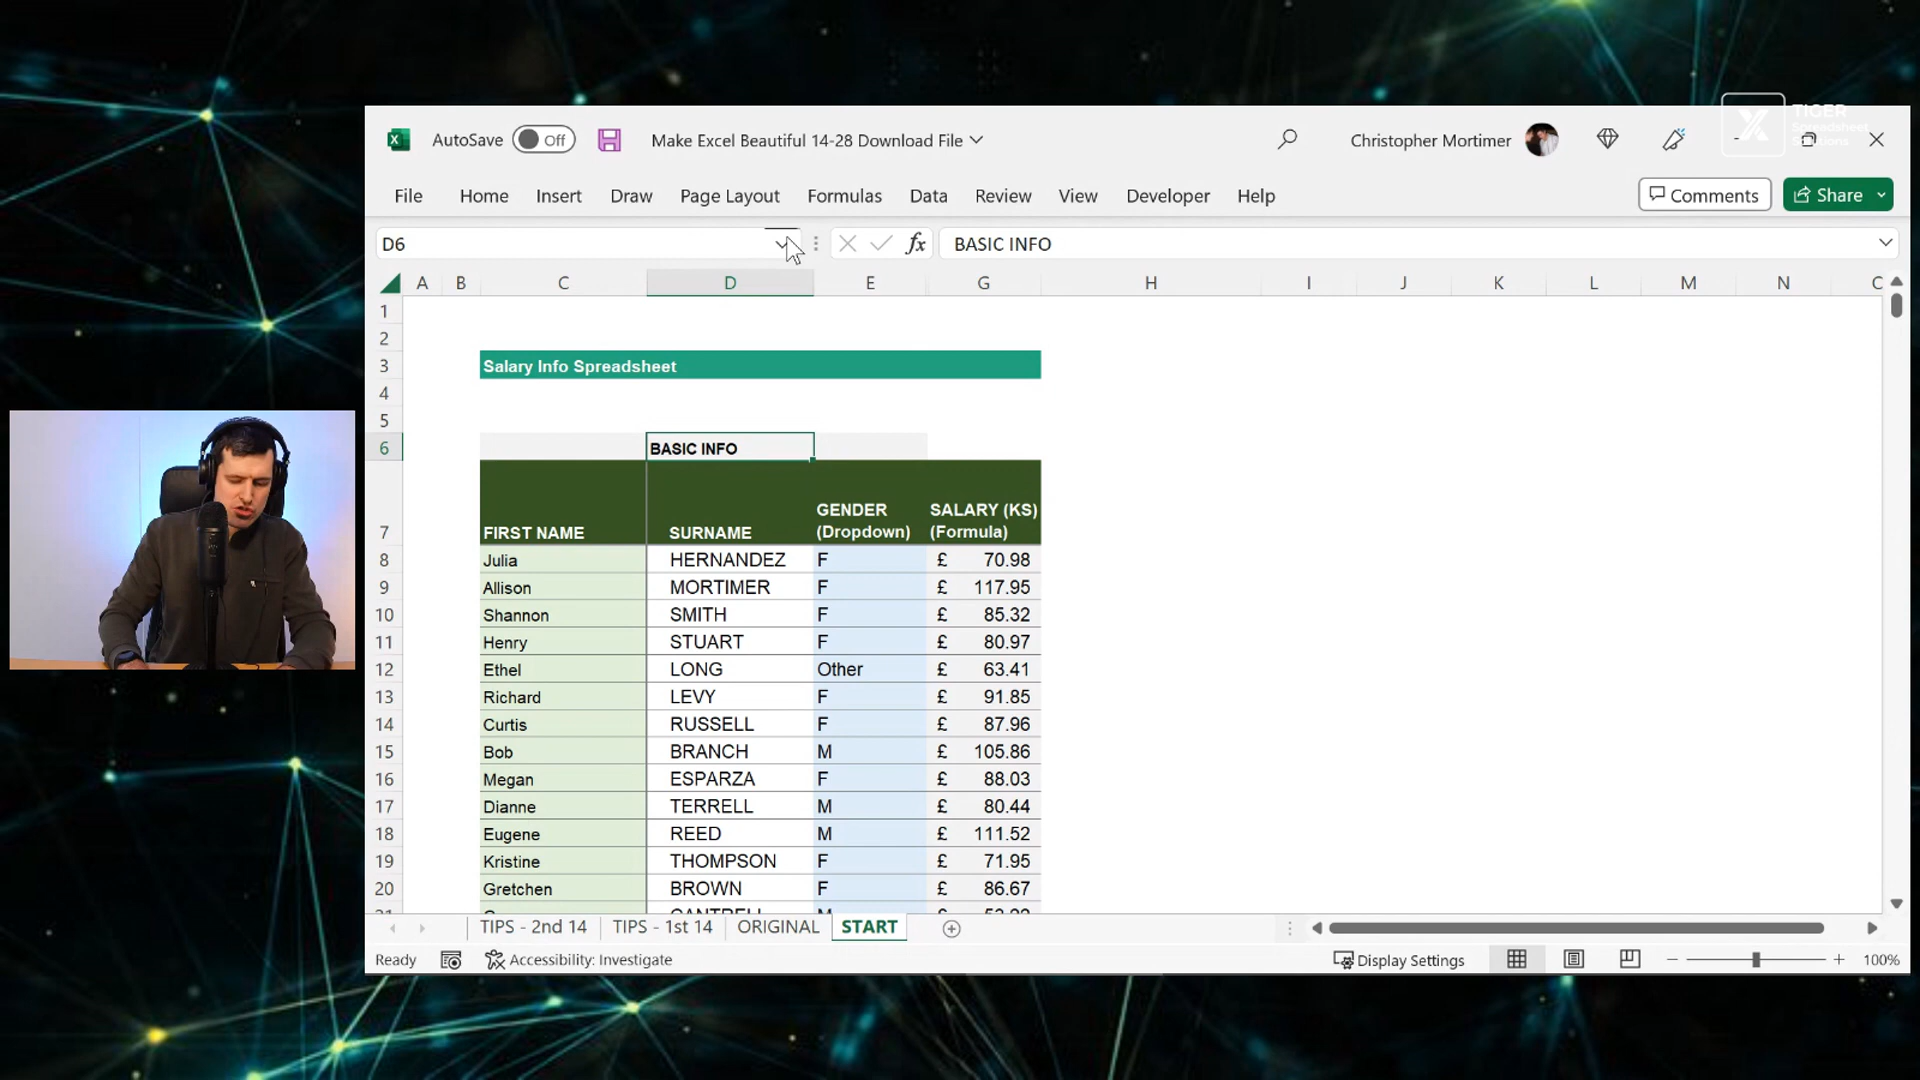 TIGER
Spreadsheet
Solutions
AutoSave Off Make Excel Beautiful 14-28 Download File Christopher Mortimer
File Home Insert Draw Page Layout Formulas Data Review View Developer Help Comments Share
D6 fx BASIC INFO
A B C D E G H I J K L M N
1
2
3 Salary Info Spreadsheet
4
5
6 BASIC INFO
GENDER SALARY (KS)
7 FIRST NAME SURNAME (Dropdown) (Formula)
8 Julia HERNANDEZ F £ 70.98
9 Allison MORTIMER F £ 117.95
10 Shannon SMITH F £ 85.32
11 Henry STUART F £ 80.97
12 Ethel LONG Other £ 63.41
13 Richard LEVY F £ 91.85
14 Curtis RUSSELL F £ 87.96
15 Bob BRANCH M £ 105.86
16 Megan ESPARZA F £ 88.03
17 Dianne TERRELL M £ 80.44
18 Eugene REED M £ 111.52
19 Kristine THOMPSON F £ 71.95
20 Gretchen BROWN F £ 86.67
TIPS - 2nd 14 TIPS - 1st 14 ORIGINAL START
Ready Accessibility: Investigate Display Settings 100%